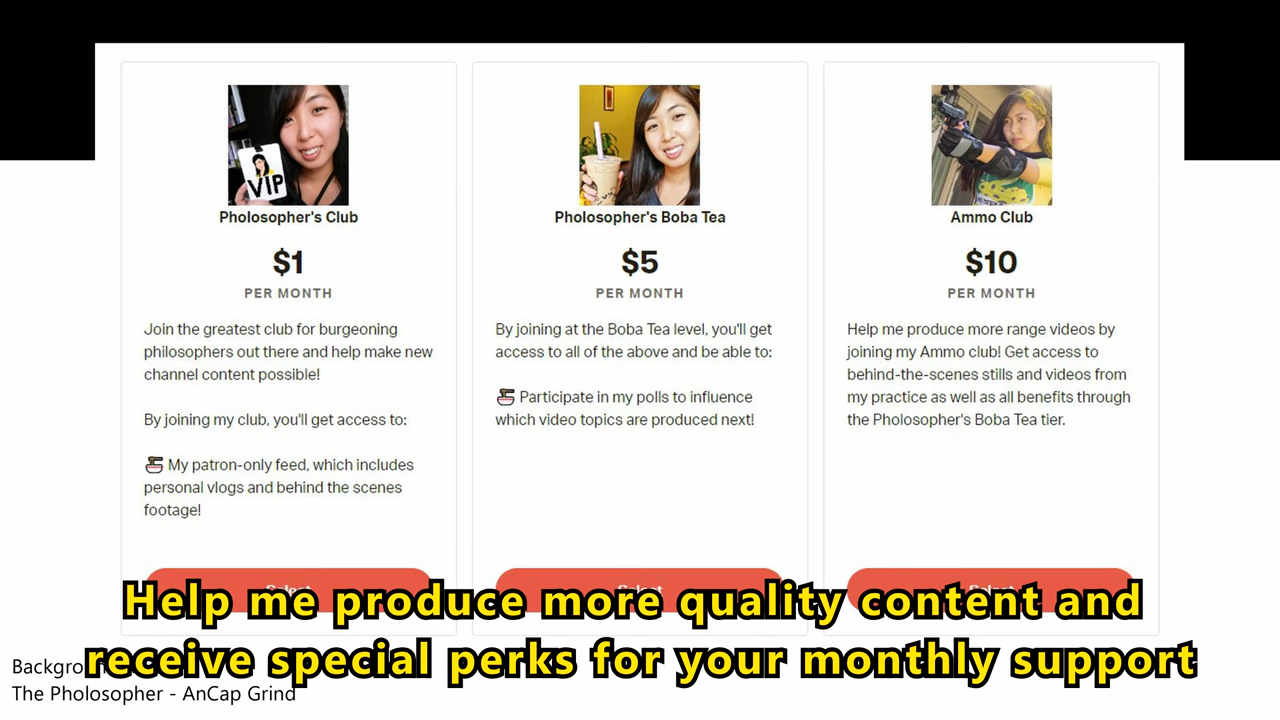 VIP
Pholosopher's Club
$1
PER MONTH
Join the greatest club for burgeoning
philosophers out there and help make new
channel content possible!
By joining my club, you'll get access to:
My patron-only feed, which includes
personal vlogs and behind the scenes
footage!
Select
Pholosopher's Boba Tea
$5
PER MONTH
By joining at the Boba Tea level, you'll get
access to all of the above and be able to:
Participate in my polls to influence
which video topics are produced next!
Select
Ammo Club
$10
PER MONTH
Help me produce more range videos by
joining my Ammo club! Get access to
behind-the-scenes stills and videos from
my practice as well as all benefits through
the Pholosopher's Boba Tea tier.
Select
Help me produce more quality content and
receive special perks for your monthly support
The Pholosopher - AnCap Grind